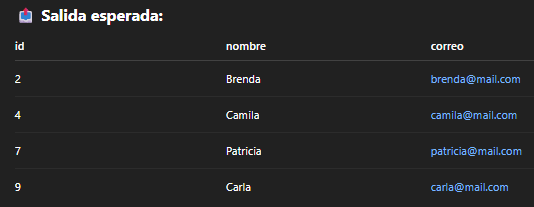 Salida esperada:
id nombre correo
2 Brenda brenda@mail.com
4 Camila camila@mail.com
7 Patricia patricia@mail.com
9 Carla carla@mail.com